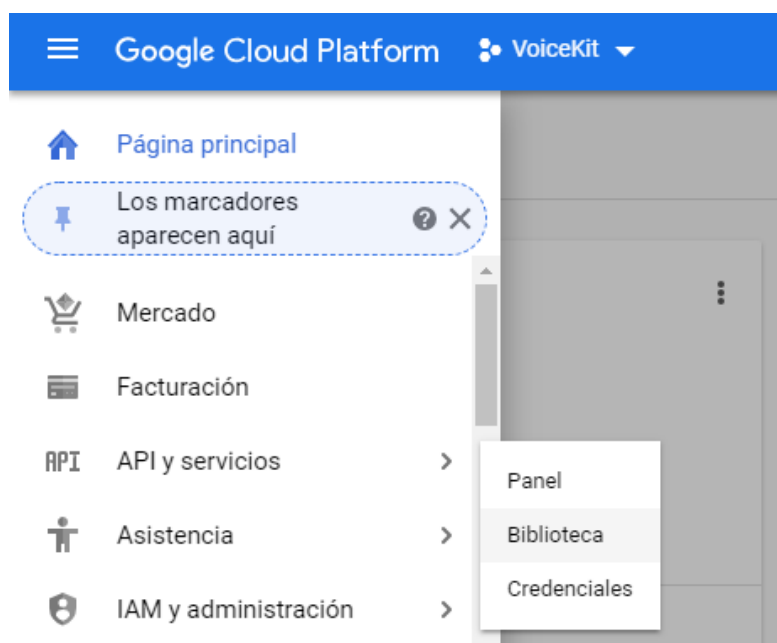 Google Cloud Platform VoiceKit
Página principal
Los marcadores
aparecen aquí
Mercado
Facturación
API API y servicios
Panel
Biblioteca
Credenciales
Asistencia
IAM y administración